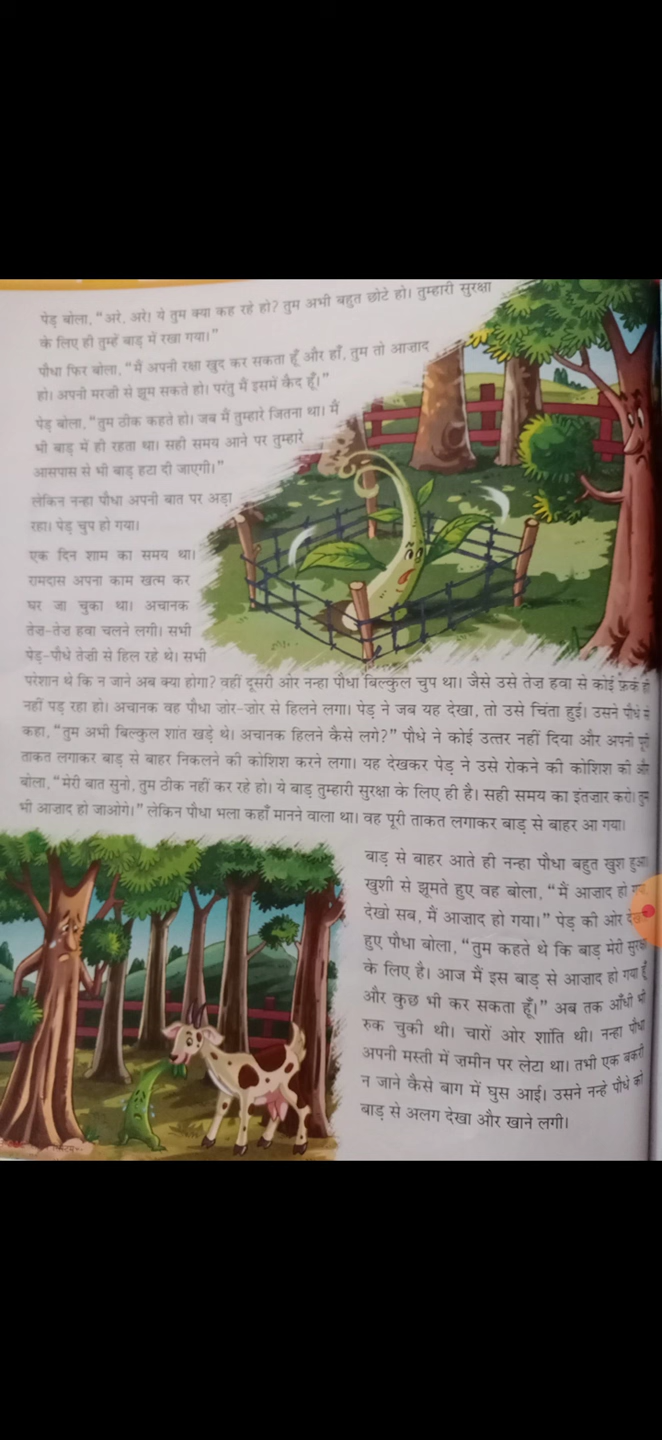 पेड़ बोला, “अरे, अरे! ये तुम क्या कह रहे हो? तुम अभी बहुत छोटे हो। तुम्हारी सुरक्षा
के लिए ही तुम्हें बाड़ में रखा गया।”
पौधा फिर बोला, “मैं अपनी रक्षा खुद कर सकता हूँ और हाँ, तुम तो आज़ाद
हो। अपनी मरजी से झूम सकते हो। परंतु मैं इसमें कैद हूँ।”
पेड़ बोला, “तुम ठीक कहते हो। जब मैं तुम्हारे जितना था। मैं
भी बाड़ में ही रहता था। सही समय आने पर तुम्हारे
आसपास से भी बाड़ हटा दी जाएगी।”
लेकिन नन्हा पौधा अपनी बात पर अड़ा
रहा। पेड़ चुप हो गया।
एक दिन शाम का समय था।
रामदास अपना काम खत्म कर
घर जा चुका था। अचानक
तेज़-तेज़ हवा चलने लगी। सभी
पेड़-पौधे तेज़ी से हिल रहे थे। सभी
परेशान थे कि न जाने अब क्या होगा? वहीं दूसरी ओर नन्हा पौधा बिल्कुल चुप था। जैसे उसे तेज़ हवा से कोई फ़र्क ही
नहीं पड़ रहा हो। अचानक वह पौधा ज़ोर-ज़ोर से हिलने लगा। पेड़ ने जब यह देखा, तो उसे चिंता हुई। उसने पौधे से
कहा, “तुम अभी बिल्कुल शांत खड़े थे। अचानक हिलने कैसे लगे?” पौधे ने कोई उत्तर नहीं दिया और अपनी पूरी
ताकत लगाकर बाड़ से बाहर निकलने की कोशिश करने लगा। यह देखकर पेड़ ने उसे रोकने की कोशिश की और
बोला, “मेरी बात सुनो, तुम ठीक नहीं कर रहे हो। ये बाड़ तुम्हारी सुरक्षा के लिए ही है। सही समय का इंतज़ार करो। तुम
भी आज़ाद हो जाओगे।” लेकिन पौधा भला कहाँ मानने वाला था। वह पूरी ताकत लगाकर बाड़ से बाहर आ गया।
बाड़ से बाहर आते ही नन्हा पौधा बहुत खुश हुआ।
खुशी से झूमते हुए वह बोला, “मैं आज़ाद हो
देखो सब, मैं आज़ाद हो गया।” पेड़ की ओर
हुए पौधा बोला, “तुम कहते थे कि बाड़ मेरी सुरक्षा
के लिए है। आज मैं इस बाड़ से आज़ाद हो गया हूँ
और कुछ भी कर सकता हूँ।” अब तक आँधी भी
रुक चुकी थी। चारों ओर शांति थी। नन्हा पौधा
अपनी मस्ती में ज़मीन पर लेटा था। तभी एक बकरी
न जाने कैसे बाग में घुस आई। उसने नन्हे पौधे को
बाड़ से अलग देखा और खाने लगी।